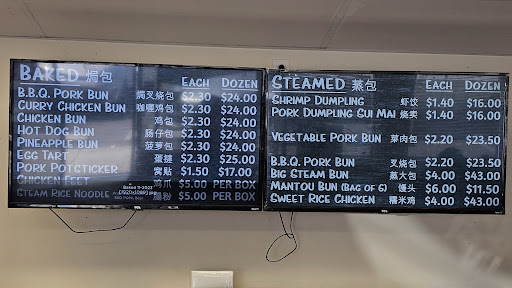 BAKED 焗包 EACH DOZEN
B.B.Q. PORK BUN 焗叉烧包 $2.30 $24.00
CURRY CHICKEN BUN 咖喱鸡包 $2.30 $24.00
CHICKEN BUN 鸡包 $2.30 $24.00
HOT DOG BUN 肠仔包 $2.30 $24.00
PINEAPPLE BUN 菠萝包 $2.30 $24.00
EGG TART 蛋撻 $2.30 $25.00
PORK POTSTICKER 窝贴 $1.50 $17.00
CHICKEN FEET 鸡爪 $5.00 PER BOX
STEAM RICE NOODLE 肠粉 $5.00 PER BOX
STEAMED 蒸包 EACH DOZEN
SHRIMP DUMPLING 虾饺 $1.40 $16.00
PORK DUMPLING SUI MAI 烧卖 $1.40 $16.00
VEGETABLE PORK BUN 菜肉包 $2.20 $23.50
B.B.Q. PORK BUN 叉烧包 $2.20 $23.50
BIG STEAM BUN 蒸大包 $4.00 $43.00
MANTOU BUN (BAG OF 6) 馒头 $6.00 $11.50
SWEET RICE CHICKEN 糯米鸡 $4.00 $43.00
TCL
TCL